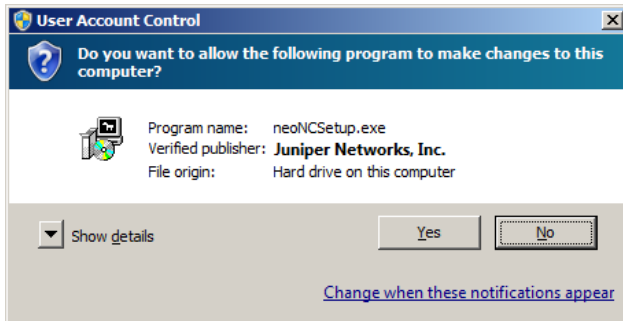 User Account Control
Do you want to allow the following program to make changes to this
computer?
Program name: neoNCSetup.exe
Verified publisher: Juniper Networks, Inc.
File origin: Hard drive on this computer
Show details
Yes
No
Change when these notifications appear